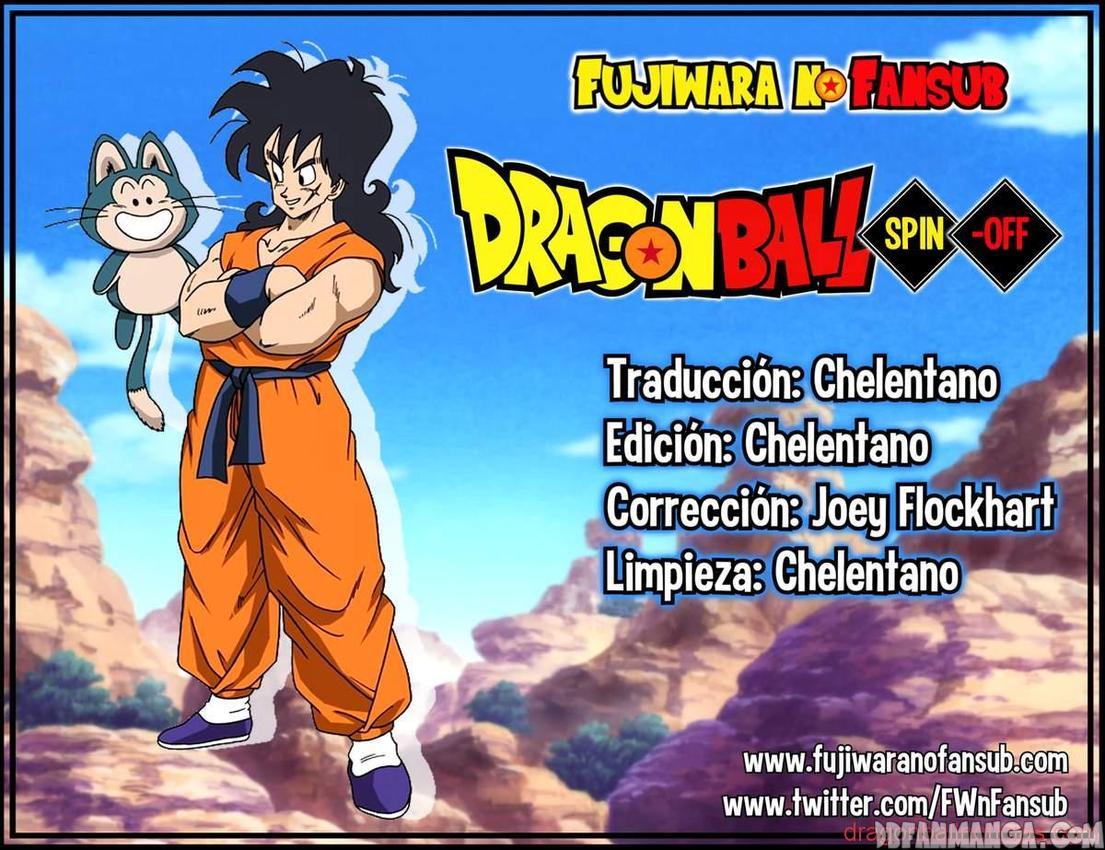 FUJIWARA NO FANSUB
DRAGON BALL SPIN-OFF
Traducción: Chelentano
Edición: Chelentano
Corrección: Joey Flockhart
Limpieza: Chelentano
www.fujiwaranofansub.com
www.twitter.com/FWnFansub
DBFANMANGA.COM